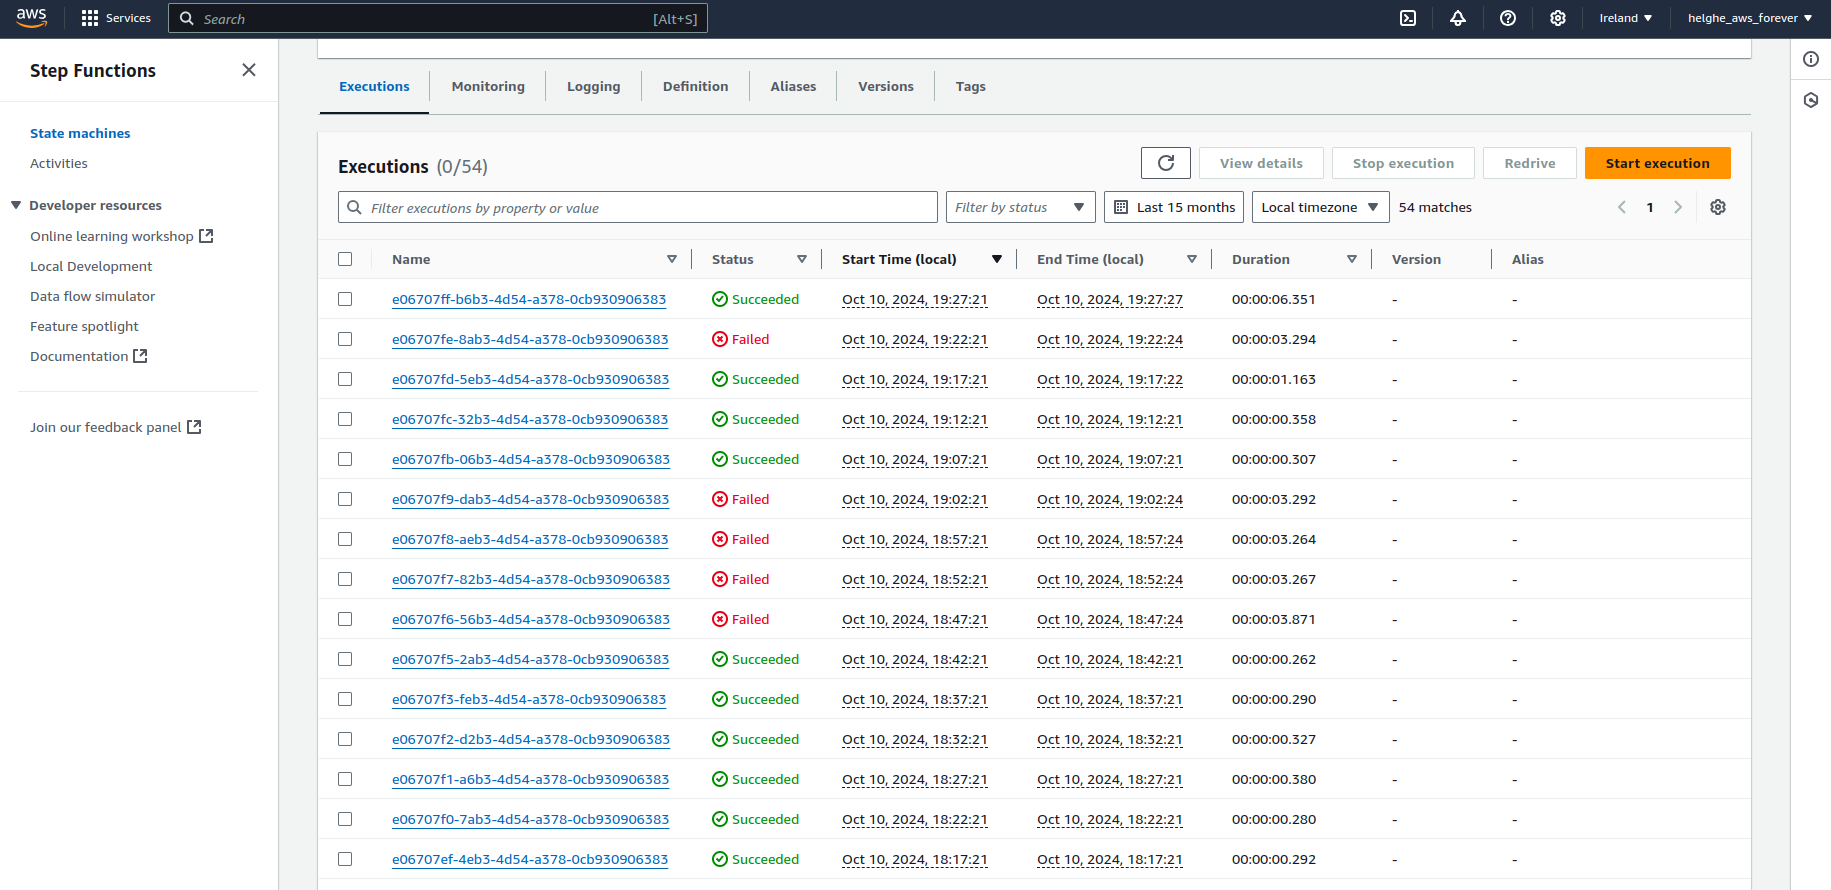 aws Services Search [Alt+S] Ireland helghe_aws_forever
Step Functions
State machines
Activities
Developer resources
Online learning workshop
Local Development
Data flow simulator
Feature spotlight
Documentation
Join our feedback panel
Executions Monitoring Logging Definition Aliases Versions Tags
Executions (0/54) View details Stop execution Redrive Start execution
Filter executions by property or value Filter by status Last 15 months Local timezone 54 matches 1
Name Status Start Time (local) End Time (local) Duration Version Alias
e06707ff-b6b3-4d54-a378-0cb930906383 Succeeded Oct 10, 2024, 19:27:21 Oct 10, 2024, 19:27:27 00:00:06.351 - -
e06707fe-8ab3-4d54-a378-0cb930906383 Failed Oct 10, 2024, 19:22:21 Oct 10, 2024, 19:22:24 00:00:03.294 - -
e06707fd-5eb3-4d54-a378-0cb930906383 Succeeded Oct 10, 2024, 19:17:21 Oct 10, 2024, 19:17:22 00:00:01.163 - -
e06707fc-32b3-4d54-a378-0cb930906383 Succeeded Oct 10, 2024, 19:12:21 Oct 10, 2024, 19:12:21 00:00:00.358 - -
e06707fb-06b3-4d54-a378-0cb930906383 Succeeded Oct 10, 2024, 19:07:21 Oct 10, 2024, 19:07:21 00:00:00.307 - -
e06707f9-dab3-4d54-a378-0cb930906383 Failed Oct 10, 2024, 19:02:21 Oct 10, 2024, 19:02:24 00:00:03.292 - -
e06707f8-aeb3-4d54-a378-0cb930906383 Failed Oct 10, 2024, 18:57:21 Oct 10, 2024, 18:57:24 00:00:03.264 - -
e06707f7-82b3-4d54-a378-0cb930906383 Failed Oct 10, 2024, 18:52:21 Oct 10, 2024, 18:52:24 00:00:03.267 - -
e06707f6-56b3-4d54-a378-0cb930906383 Failed Oct 10, 2024, 18:47:21 Oct 10, 2024, 18:47:24 00:00:03.871 - -
e06707f5-2ab3-4d54-a378-0cb930906383 Succeeded Oct 10, 2024, 18:42:21 Oct 10, 2024, 18:42:21 00:00:00.262 - -
e06707f3-feb3-4d54-a378-0cb930906383 Succeeded Oct 10, 2024, 18:37:21 Oct 10, 2024, 18:37:21 00:00:00.290 - -
e06707f2-d2b3-4d54-a378-0cb930906383 Succeeded Oct 10, 2024, 18:32:21 Oct 10, 2024, 18:32:21 00:00:00.327 - -
e06707f1-a6b3-4d54-a378-0cb930906383 Succeeded Oct 10, 2024, 18:27:21 Oct 10, 2024, 18:27:21 00:00:00.380 - -
e06707f0-7ab3-4d54-a378-0cb930906383 Succeeded Oct 10, 2024, 18:22:21 Oct 10, 2024, 18:22:21 00:00:00.280 - -
e06707ef-4eb3-4d54-a378-0cb930906383 Succeeded Oct 10, 2024, 18:17:21 Oct 10, 2024, 18:17:21 00:00:00.292 - -